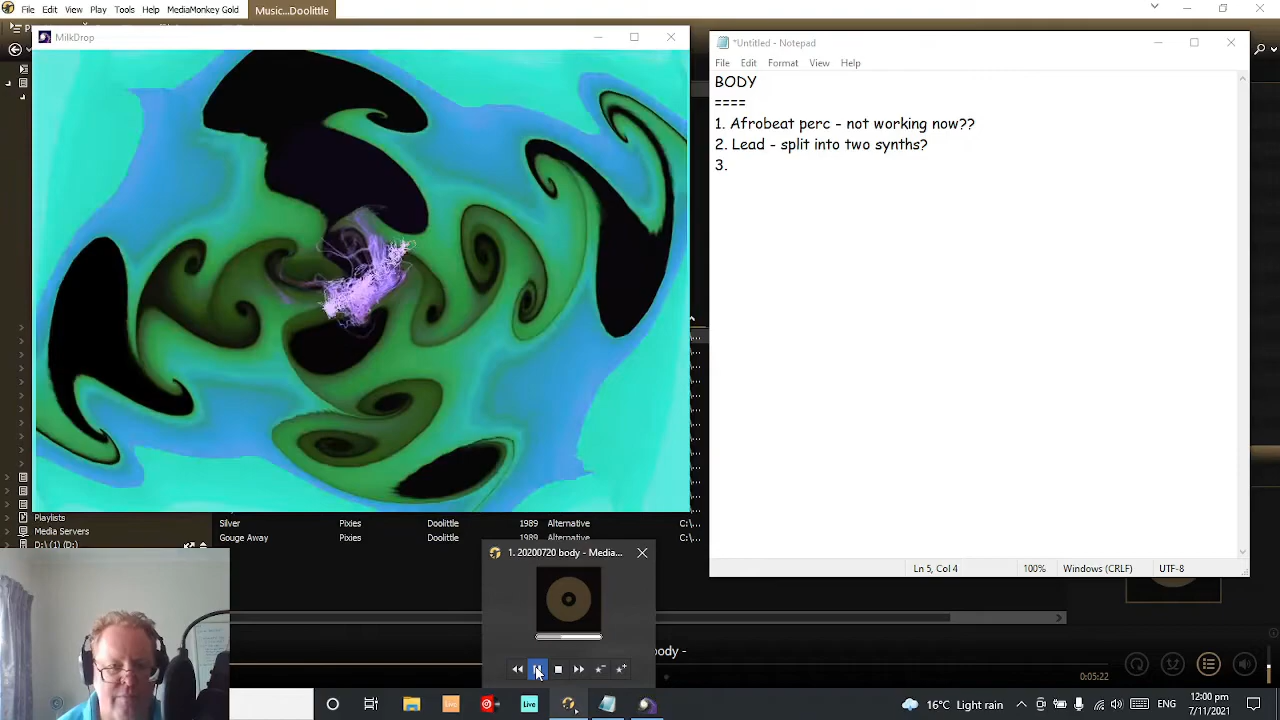 File Edit View Play Tools Help MediaMonkey Gold Music...Doolittle
MilkDrop
*Untitled - Notepad
File Edit Format View Help
BODY
====
1. Afrobeat perc - not working now??
2. Lead - split into two synths?
3.
Playlists
Media Servers
D:\ (1) (D:)
Silver Pixies Doolittle 1989 Alternative C:\...
Gouge Away Pixies Doolittle 1989 Alternative C:\...
1. 20200720 body - Media...
Ln 5, Col 4 100% Windows (CRLF) UTF-8
body -
0:05:22
Live
Live
16°C Light rain
ENG
12:00 pm
7/11/2021